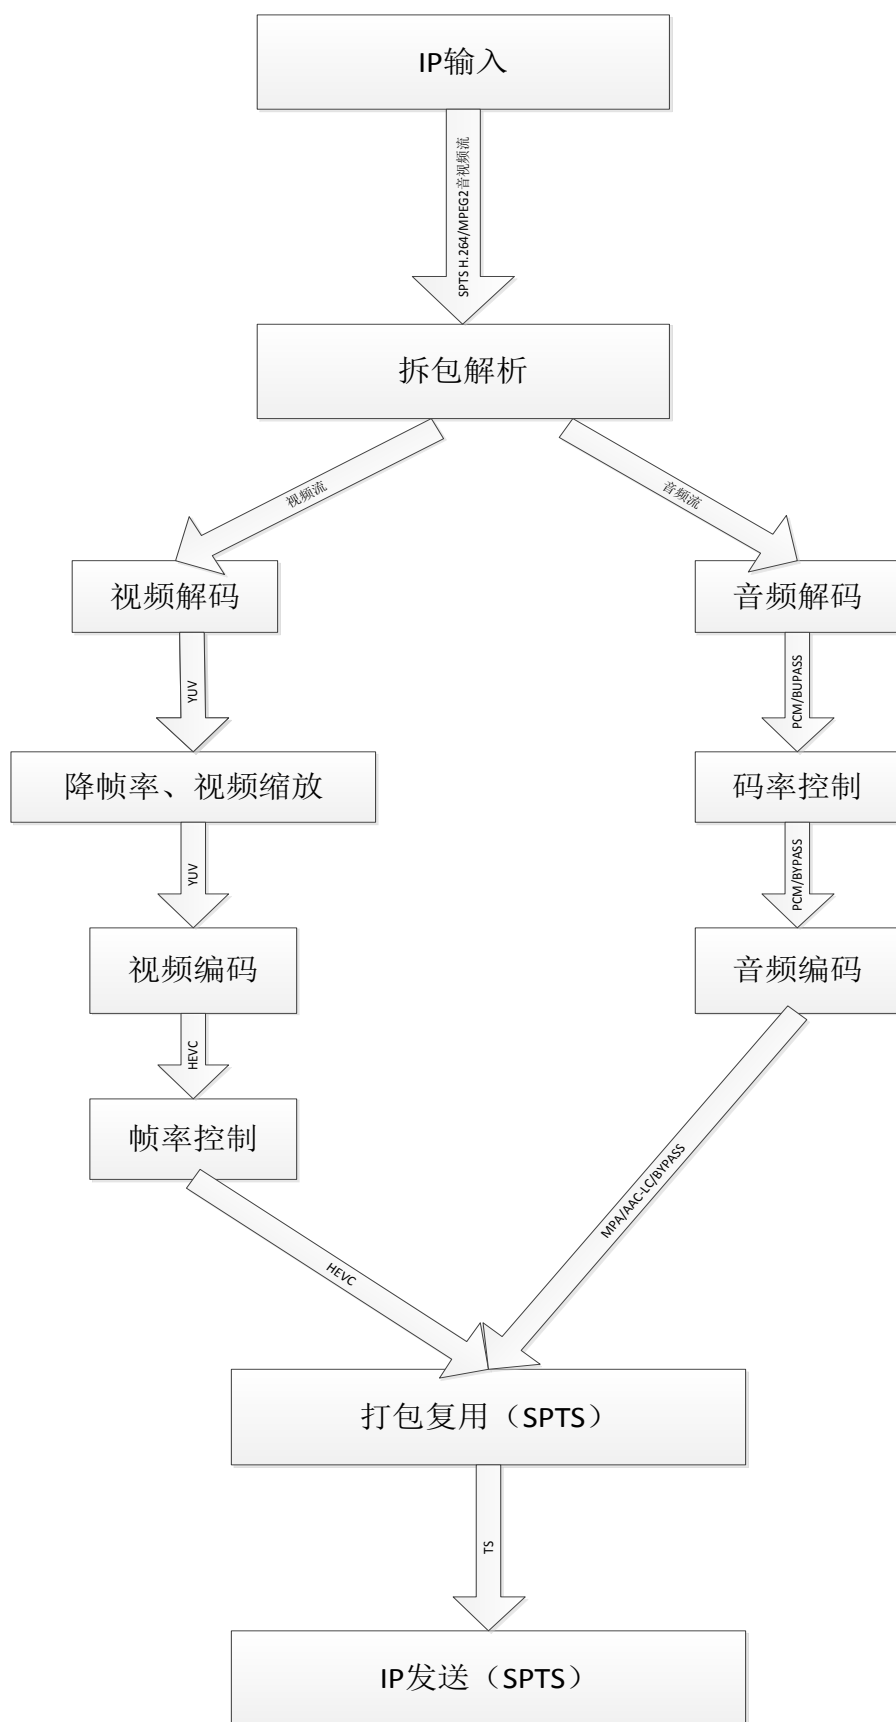 IP输入
SPTS H.264/MPEG2音视频流
拆包解析
视频流
音频流
视频解码
音频解码
YUV
PCM/BUPASS
降帧率、视频缩放
码率控制
YUV
PCM/BYPASS
视频编码
音频编码
HEVC
帧率控制
MPA/AAC-LC/BYPASS
HEVC
打包复用（SPTS）
TS
IP发送（SPTS）